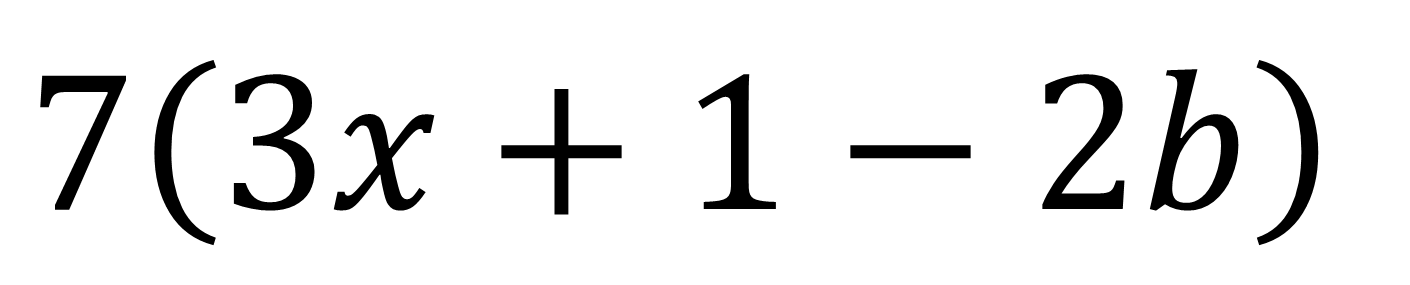 7(3x + 1 − 2b)